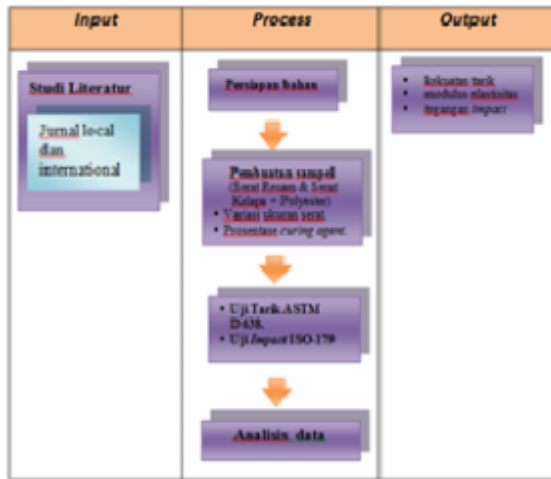 Input
Process
Output
Studi Literatur
Jurnal local
dan
international
Persiapan bahan
Pembuatan sampel
(Serat Resam & Serat
Kelapa + Polyester)
• Variasi ukuran serat.
• Prosentase curing agent.
• Uji Tarik ASTM
D-638.
• Uji Impact ISO-179
Analisis data
• kekuatan tarik
• modulus elastisitas
• tegangan impact